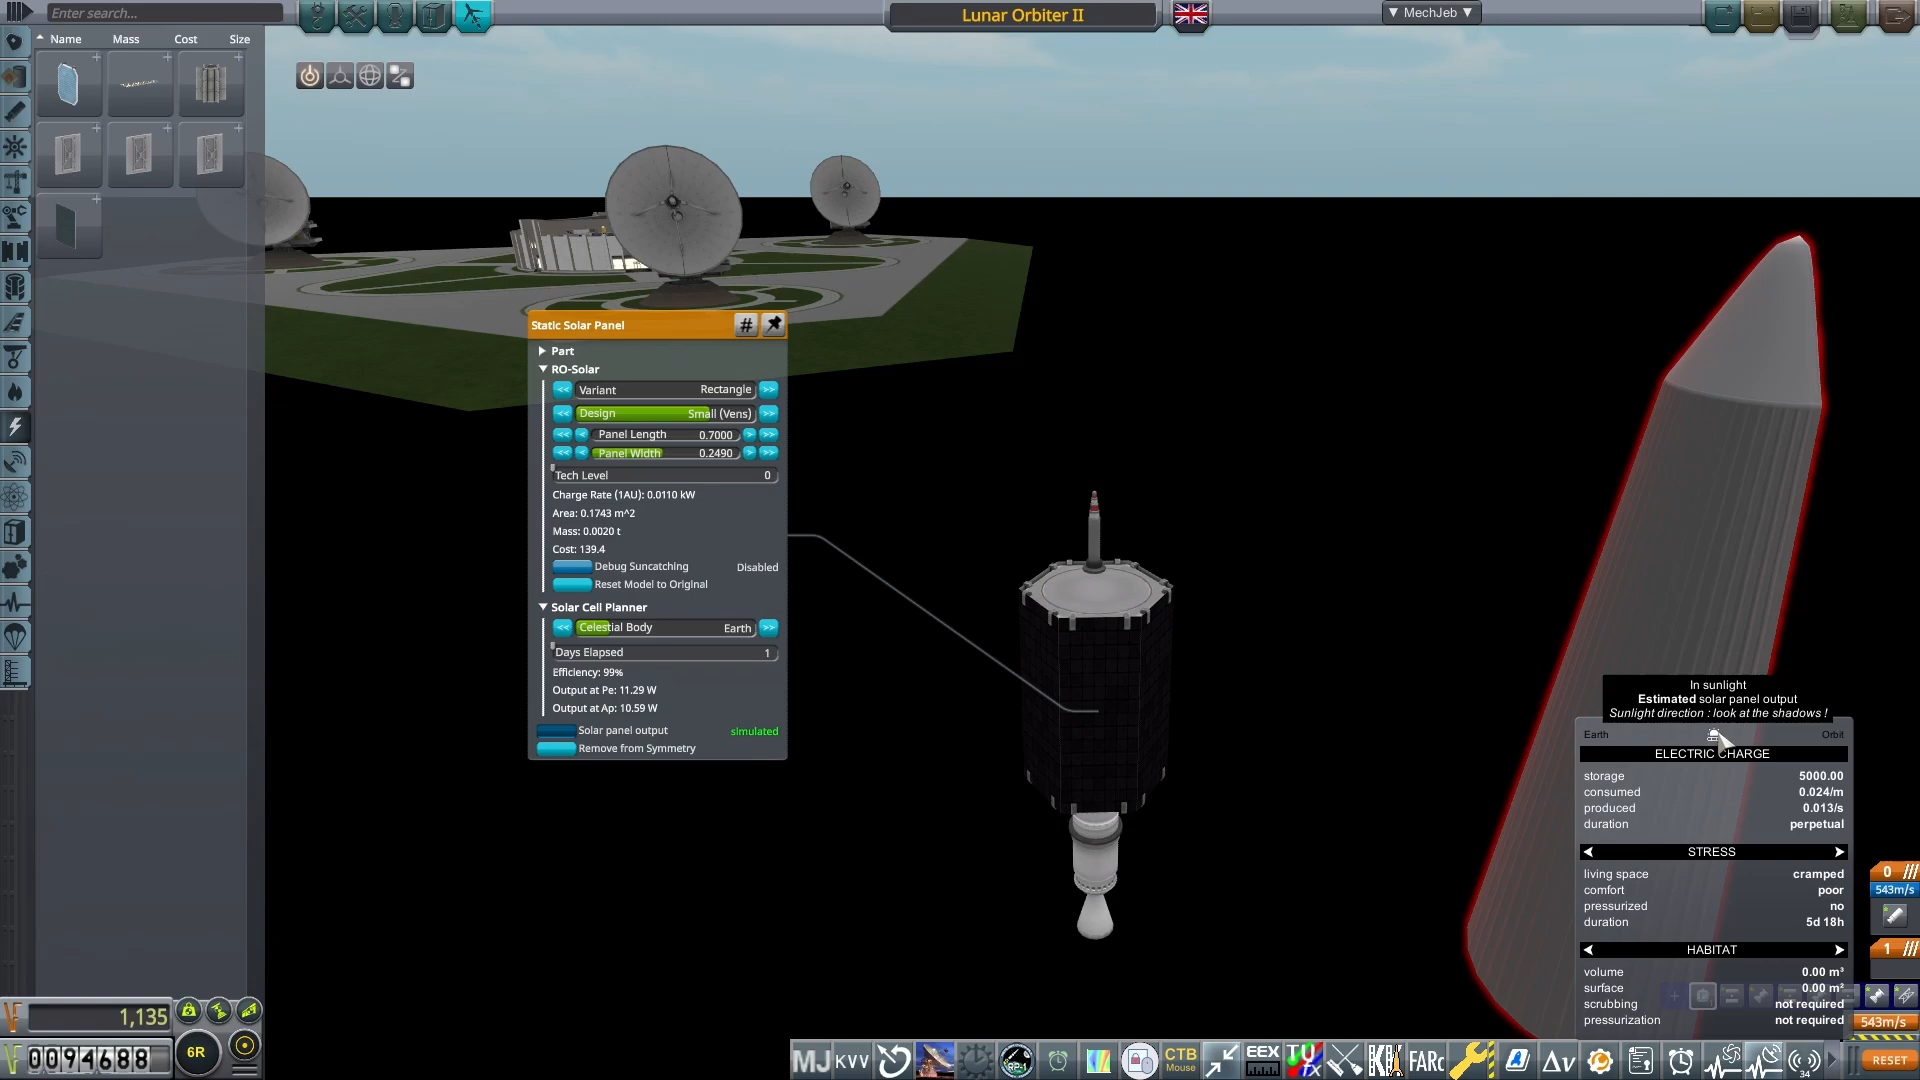 Enter search...
Lunar Orbiter II
▼ MechJeb ▼
Name Mass Cost Size
Static Solar Panel #
Part
RO-Solar
<< Variant Rectangle >>
<< Design Small (Vens) >>
<< < Panel Length 0.7000 > >>
<< < Panel Width 0.2490 > >>
Tech Level 0
Charge Rate (1AU): 0.0110 kW
Area: 0.1743 m^2
Mass: 0.0020 t
Cost: 139.4
Debug Suncatching Disabled
Reset Model to Original
Solar Cell Planner
<< Celestial Body Earth >>
Days Elapsed 1
Efficiency: 99%
Output at Pe: 11.29 W
Output at Ap: 10.59 W
Solar panel output simulated
Remove from Symmetry
In sunlight
Estimated solar panel output
Sunlight direction : look at the shadows !
Earth Orbit
ELECTRIC CHARGE
storage 5000.00
consumed 0.024/m
produced 0.013/s
duration perpetual
STRESS
living space cramped
comfort poor
pressurized no
duration 5d 18h
HABITAT
volume 0.00 m³
surface 0.00 m²
scrubbing not required
pressurization not required
0
543m/s
1
543m/s
1,135
0094688
6R
MJ KVV RP-1 CTB Mouse EEX FARc Δv 34 RESET